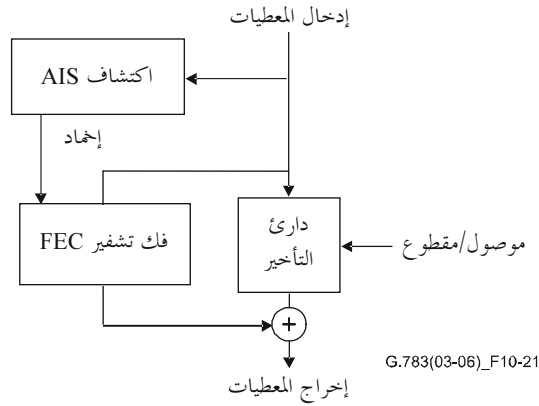 إدخال المعطيات
اكتشاف AIS
إخماد
فك تشفير FEC
دارئ
التأخير
موصول/مقطوع
+
G.783(03-06)_F10-21
إخراج المعطيات